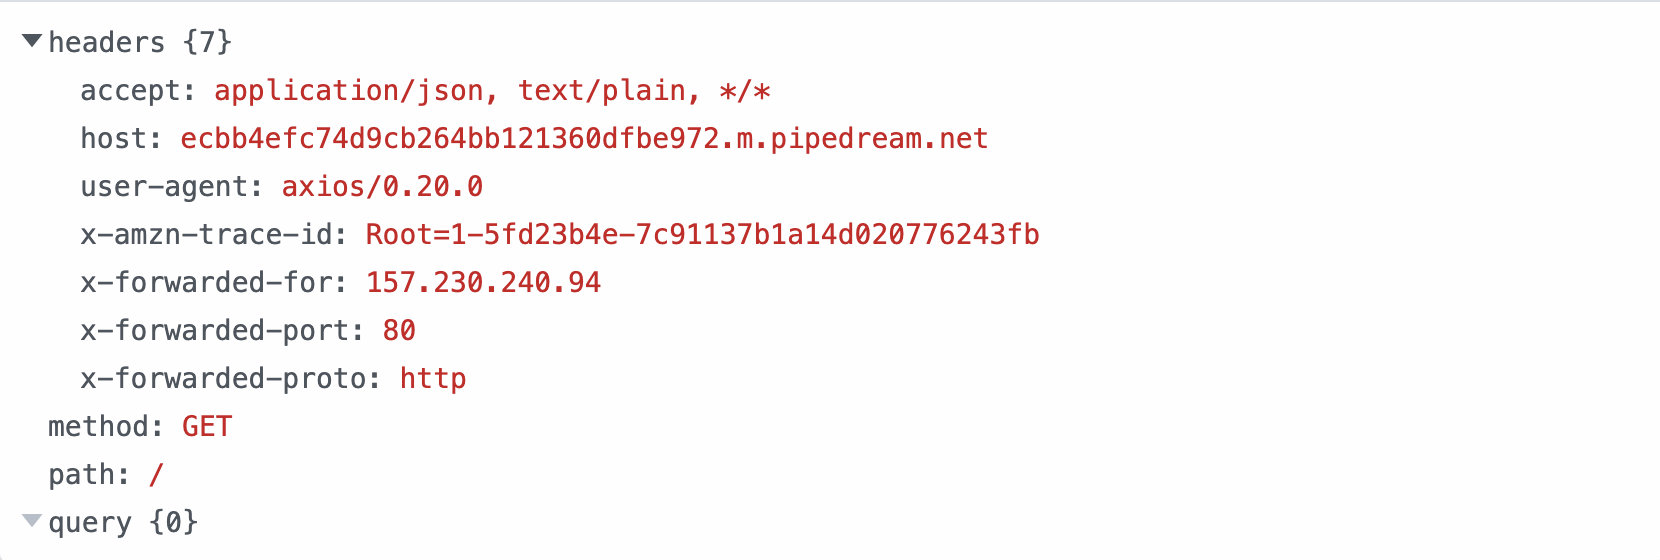 headers {7}
accept: application/json, text/plain, */*
host: ecbb4efc74d9cb264bb121360dfbe972.m.pipedream.net
user-agent: axios/0.20.0
x-amzn-trace-id: Root=1-5fd23b4e-7c91137b1a14d020776243fb
x-forwarded-for: 157.230.240.94
x-forwarded-port: 80
x-forwarded-proto: http
method: GET
path: /
query {0}